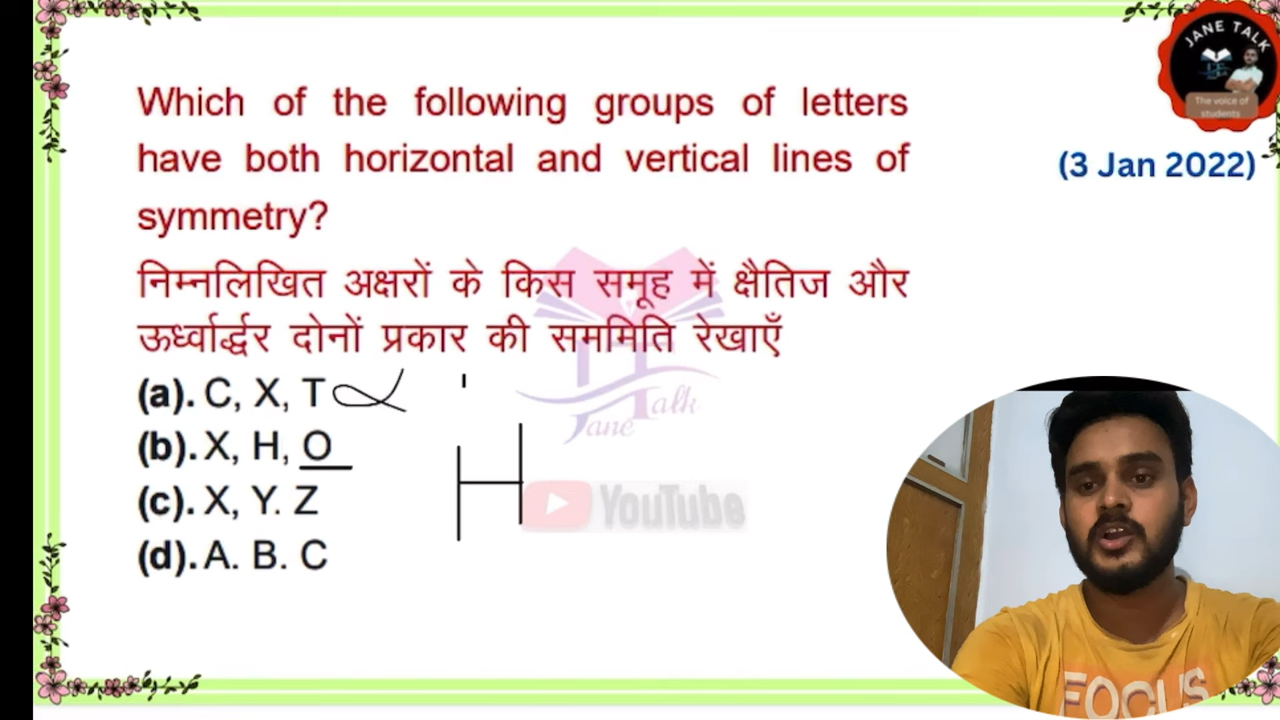 JANE TALK
The voice of
students
Which of the following groups of letters
have both horizontal and vertical lines of
symmetry?
(3 Jan 2022)
निम्नलिखित अक्षरों के किस समूह में क्षैतिज और
ऊर्ध्वार्द्धर दोनों प्रकार की सममिति रेखाएँ
(a). C, X, T
(b). X, H, O
(c). X, Y. Z
(d). A. B. C
H
Jane Talk
YouTube
FOCUS